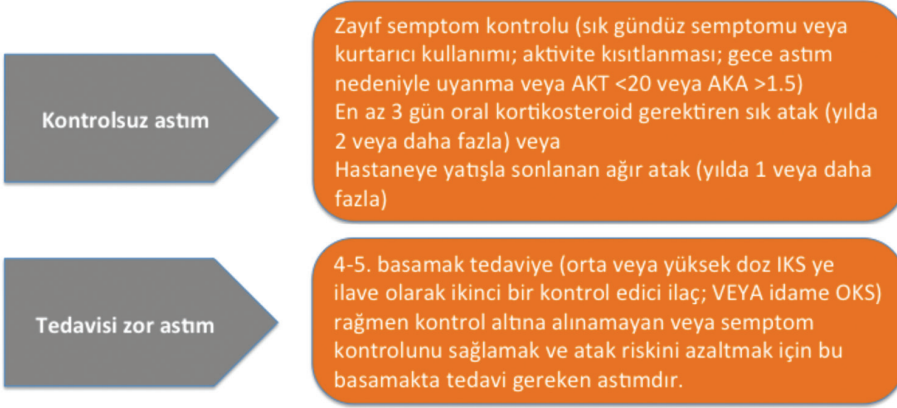 Kontrolsuz astım
Zayıf semptom kontrolu (sık gündüz semptomu veya
kurtarıcı kullanımı; aktivite kısıtlanması; gece astım
nedeniyle uyanma veya AKT <20 veya AKA >1.5)
En az 3 gün oral kortikosteroid gerektiren sık atak (yılda
2 veya daha fazla) veya
Hastaneye yatışla sonlanan ağır atak (yılda 1 veya daha
fazla)
Tedavisi zor astım
4-5. basamak tedaviye (orta veya yüksek doz IKS ye
ilave olarak ikinci bir kontrol edici ilaç; VEYA idame OKS)
rağmen kontrol altına alınamayan veya semptom
kontrolunu sağlamak ve atak riskini azaltmak için bu
basamakta tedavi gereken astımdır.